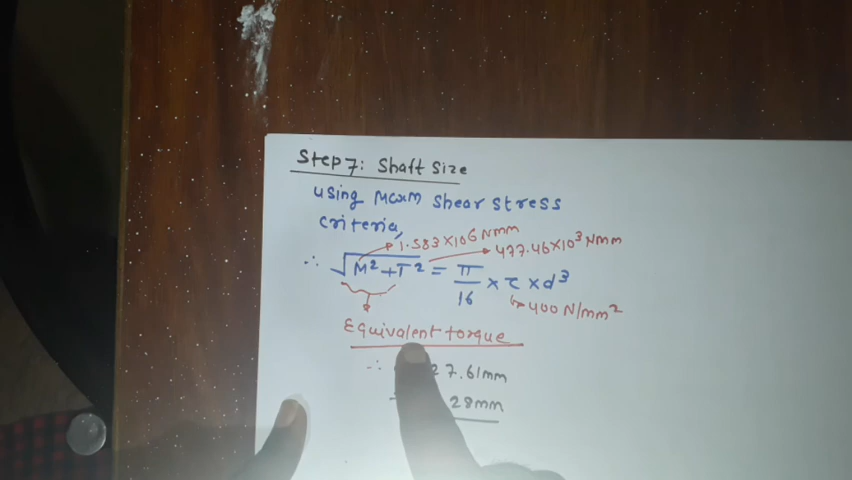 Step 7: Shaft Size
using Maxm shear stress
criteria,
1.583×10⁶ Nmm
477.46×10³ Nmm
∴ √M²+T² = π/16 × τ × d³
400 N/mm²
Equivalent torque
∴ 27.61mm
28mm